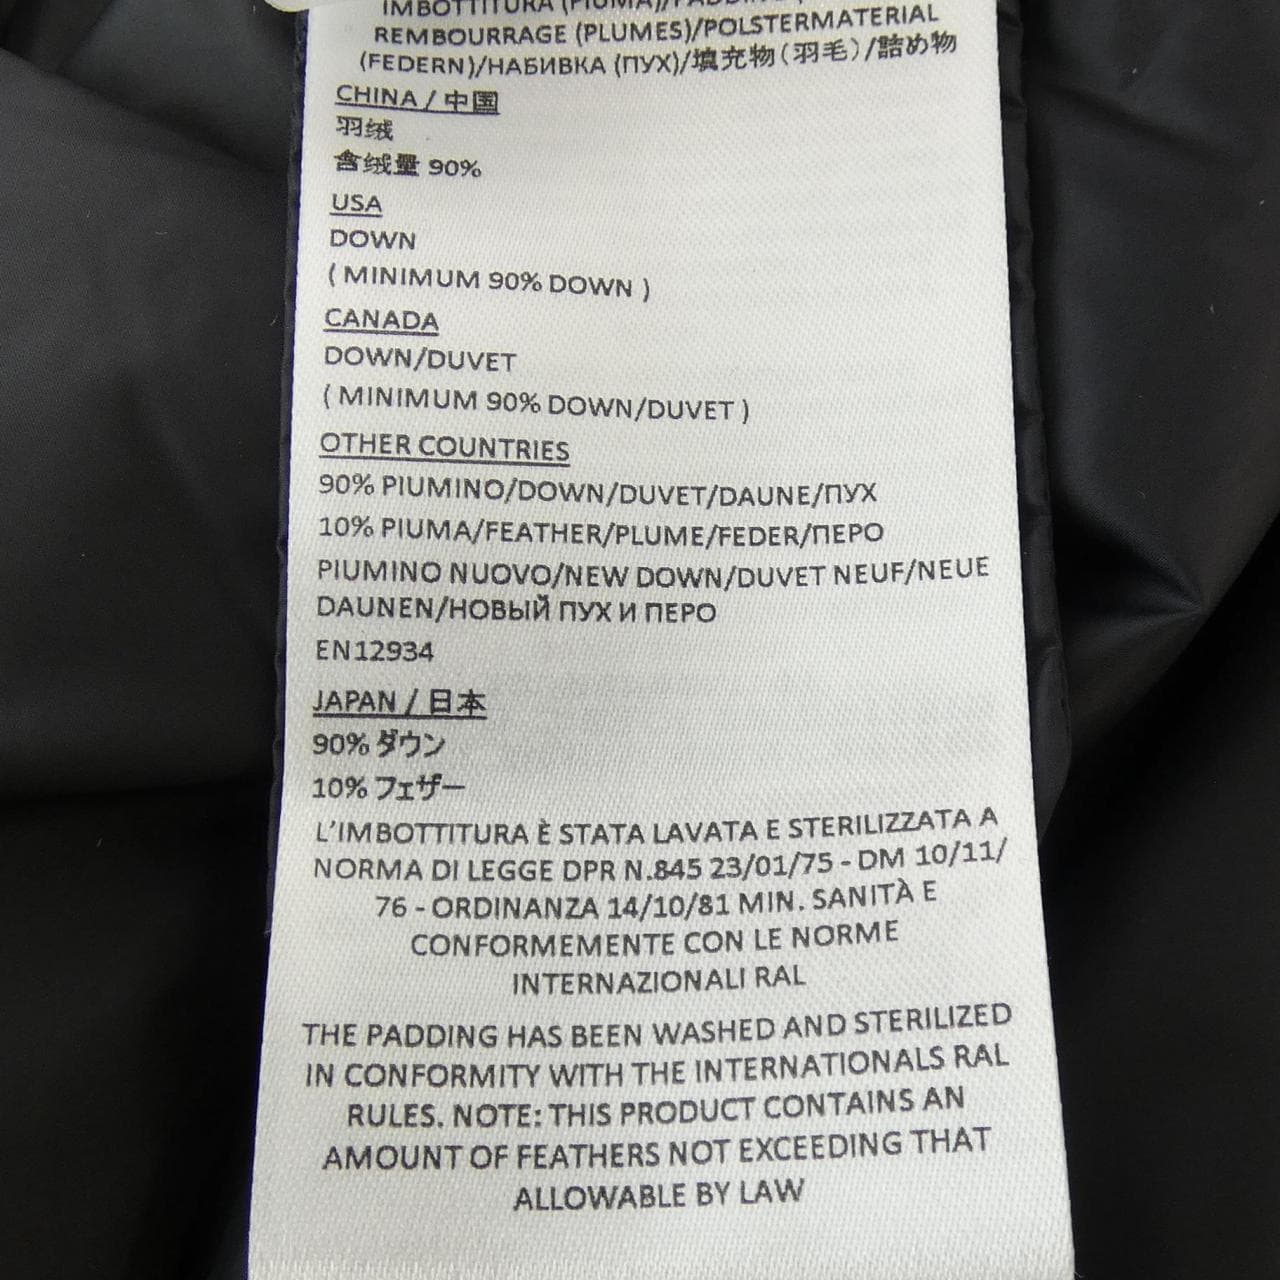 IMBOTTITURA (PIUMA)/
REMBOURRAGE (PLUMES)/POLSTERMATERIAL
(FEDERN)/НАБИВКА (ПУХ)/填充物(羽毛)/詰め物
CHINA / 中国
羽绒
含绒量 90%
USA
DOWN
( MINIMUM 90% DOWN )
CANADA
DOWN/DUVET
( MINIMUM 90% DOWN/DUVET )
OTHER COUNTRIES
90% PIUMINO/DOWN/DUVET/DAUNE/ПУХ
10% PIUMA/FEATHER/PLUME/FEDER/ПЕРО
PIUMINO NUOVO/NEW DOWN/DUVET NEUF/NEUE
DAUNEN/НОВЫЙ ПУХ И ПЕРО
EN12934
JAPAN / 日本
90% ダウン
10% フェザー
L'IMBOTTITURA È STATA LAVATA E STERILIZZATA A
NORMA DI LEGGE DPR N.845 23/01/75 - DM 10/11/
76 - ORDINANZA 14/10/81 MIN. SANITÀ E
CONFORMEMENTE CON LE NORME
INTERNAZIONALI RAL
THE PADDING HAS BEEN WASHED AND STERILIZED
IN CONFORMITY WITH THE INTERNATIONALS RAL
RULES. NOTE: THIS PRODUCT CONTAINS AN
AMOUNT OF FEATHERS NOT EXCEEDING THAT
ALLOWABLE BY LAW